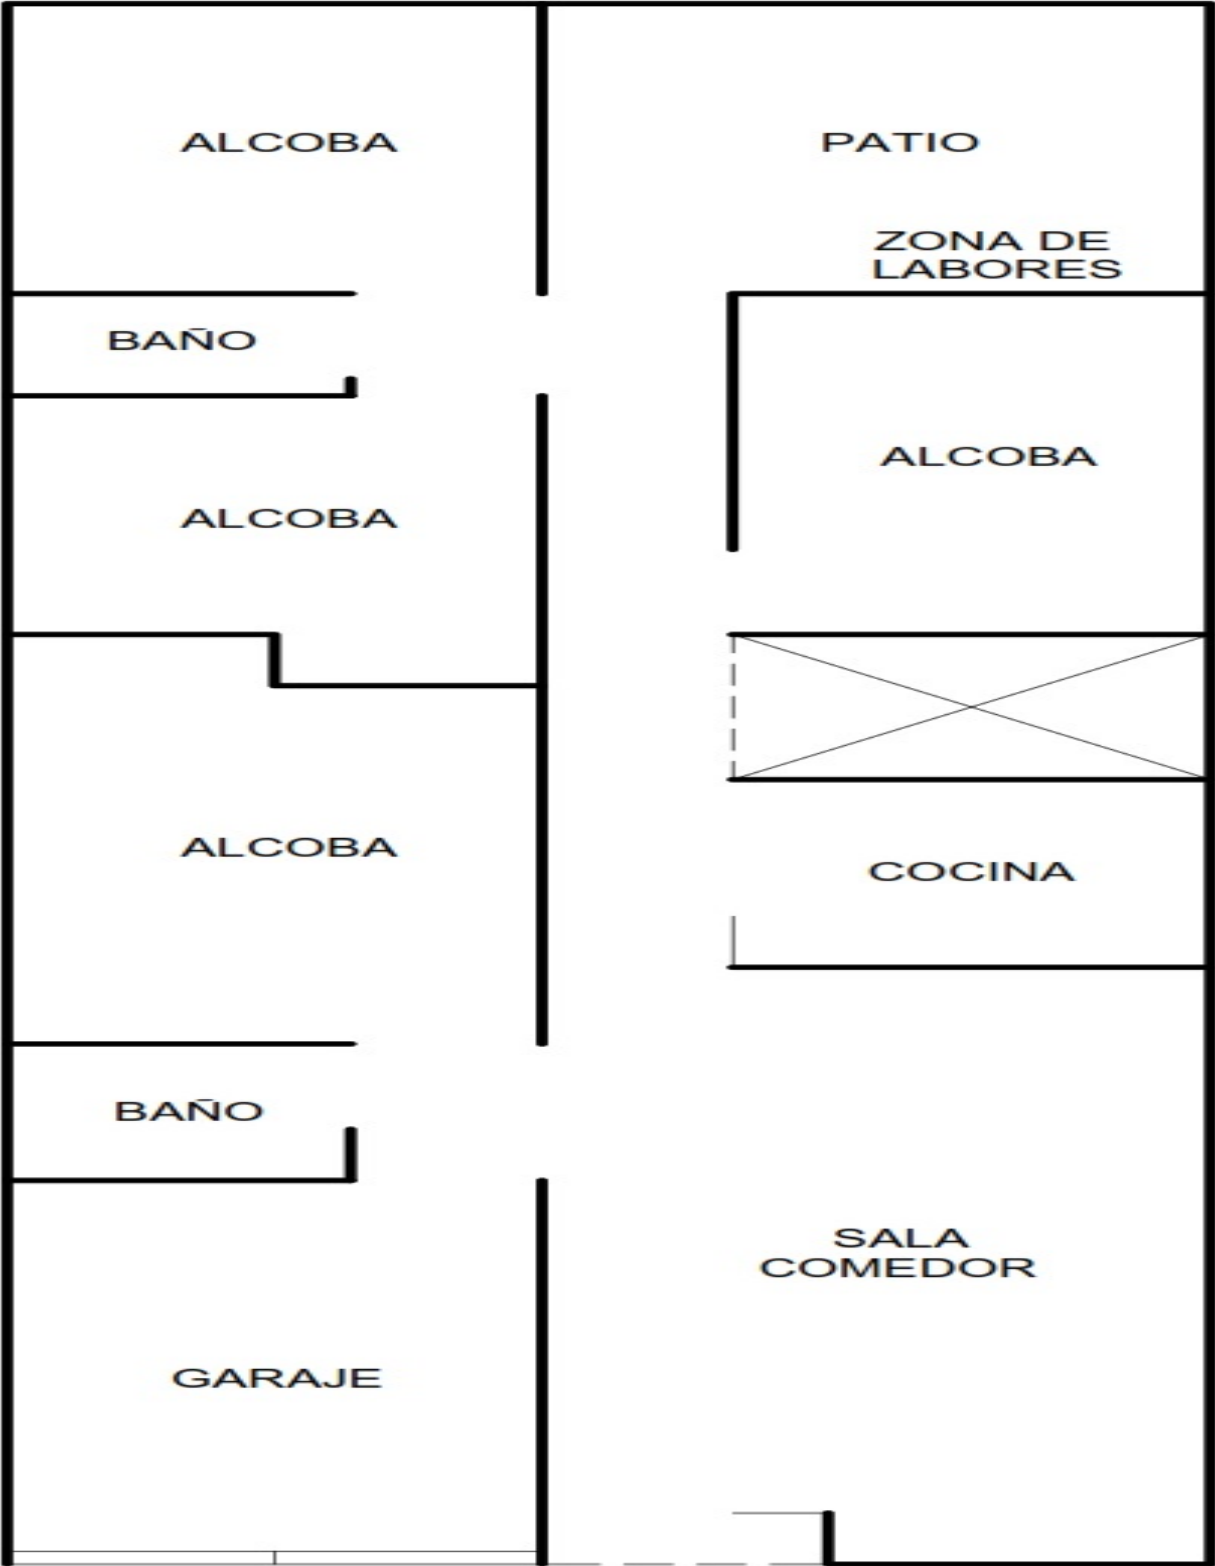 ALCOBA
PATIO
ZONA DE
LABORES
BAÑO
ALCOBA
ALCOBA
ALCOBA
COCINA
BAÑO
SALA
COMEDOR
GARAJE